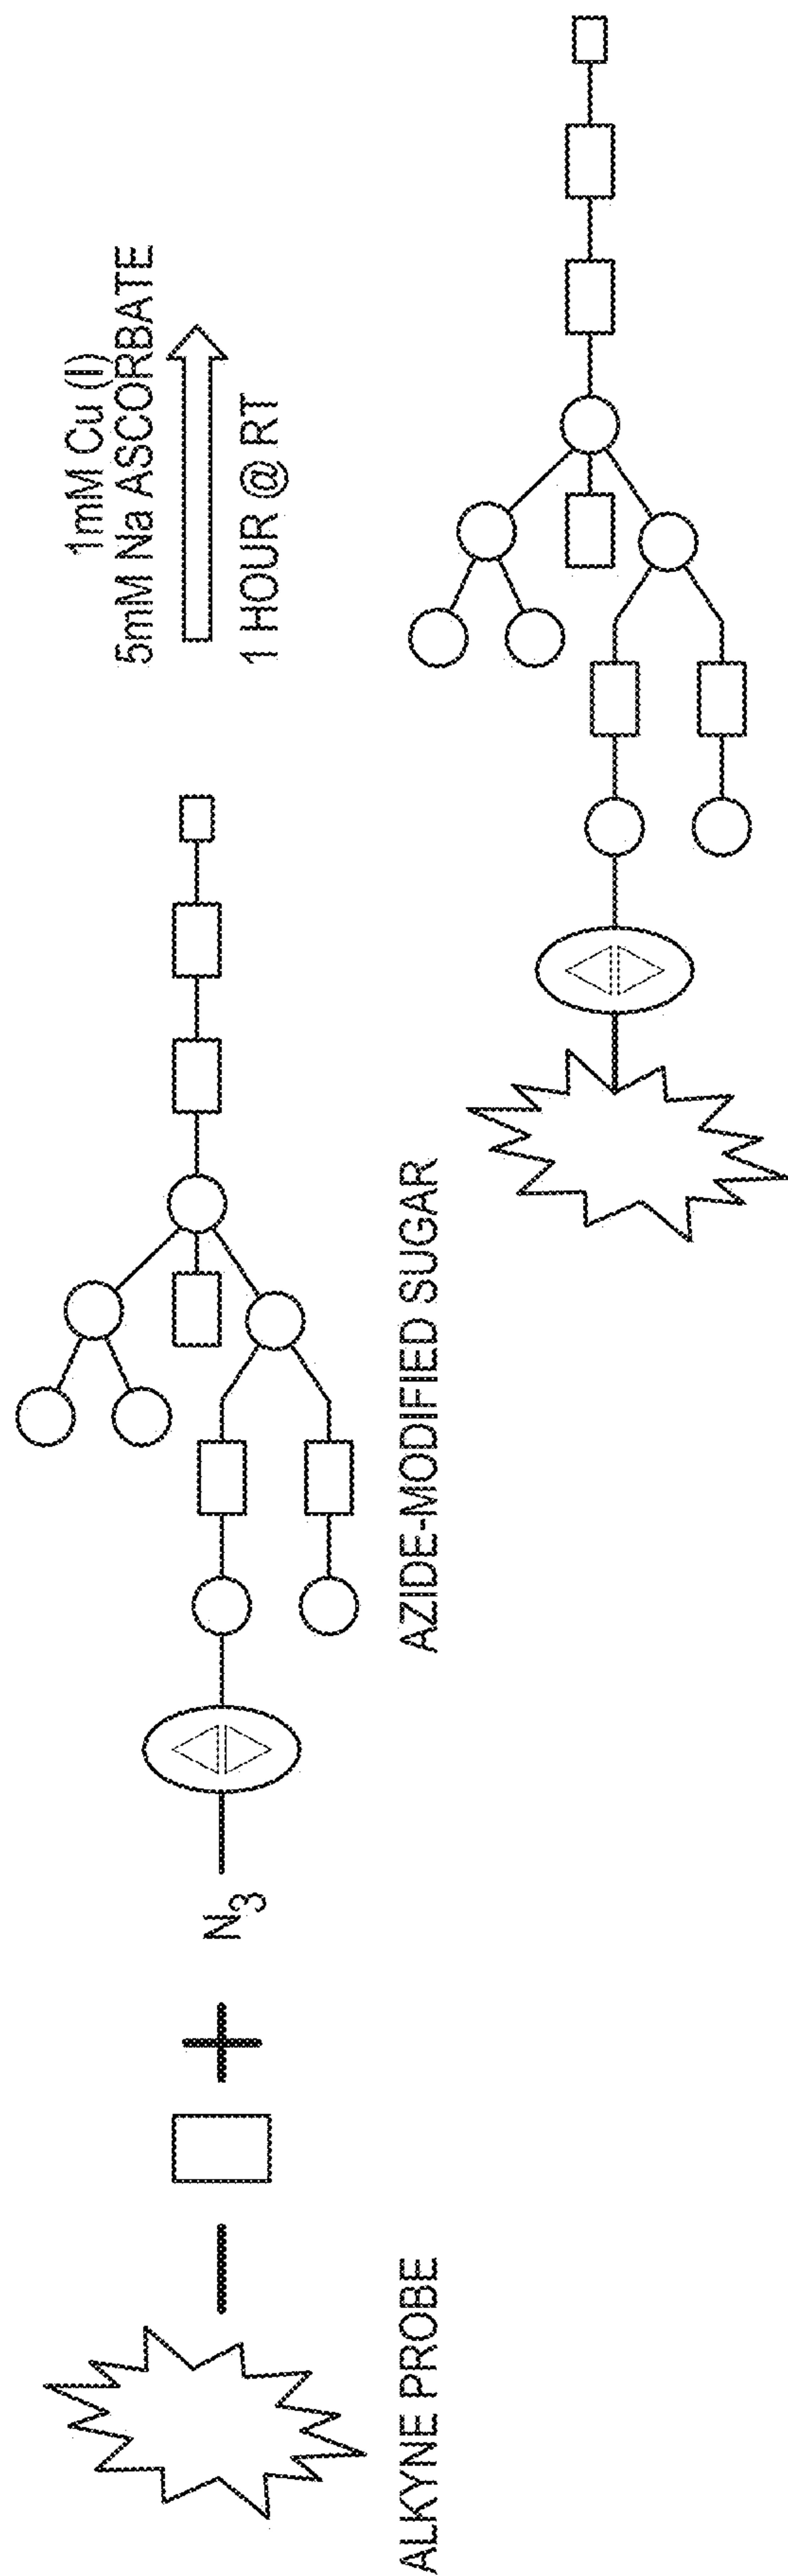 ALKYNE PROBE
N3
AZIDE-MODIFIED SUGAR
1mM Cu (I)
5mM Na ASCORBATE
1 HOUR @ RT